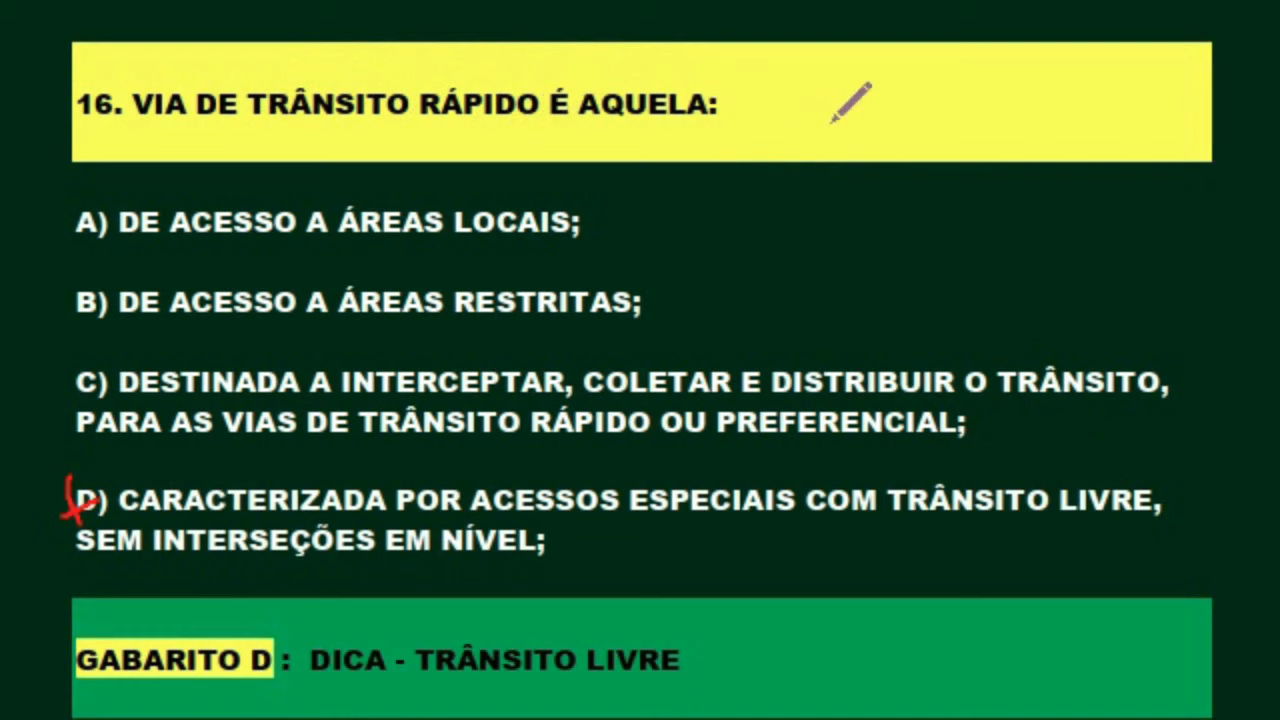 16. VIA DE TRÂNSITO RÁPIDO É AQUELA:
A) DE ACESSO A ÁREAS LOCAIS;
B) DE ACESSO A ÁREAS RESTRITAS;
C) DESTINADA A INTERCEPTAR, COLETAR E DISTRIBUIR O TRÂNSITO,
PARA AS VIAS DE TRÂNSITO RÁPIDO OU PREFERENCIAL;
D) CARACTERIZADA POR ACESSOS ESPECIAIS COM TRÂNSITO LIVRE,
SEM INTERSEÇÕES EM NÍVEL;
GABARITO D : DICA - TRÂNSITO LIVRE